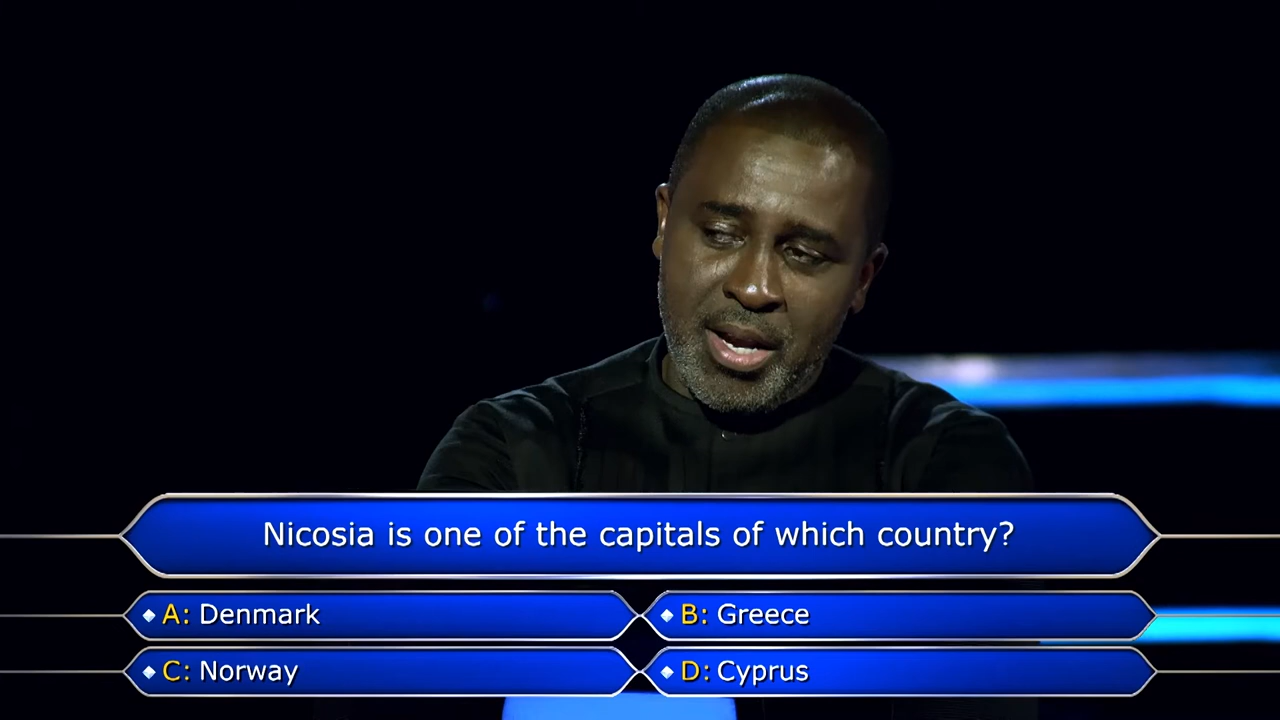 Nicosia is one of the capitals of which country?
A: Denmark
B: Greece
C: Norway
D: Cyprus